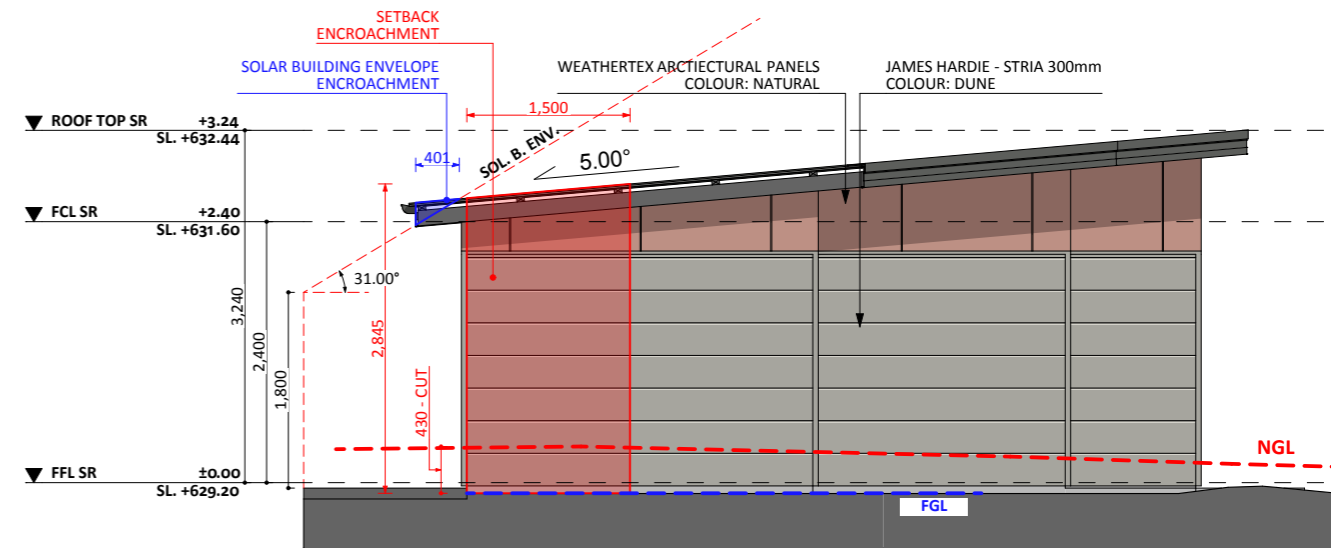 SETBACK
ENCROACHMENT
SOLAR BUILDING ENVELOPE
ENCROACHMENT
WEATHERTEX ARCTIECTURAL PANELS
COLOUR: NATURAL
JAMES HARDIE - STRIA 300mm
COLOUR: DUNE
1,500
ROOF TOP SR +3.24
SL. +632.44
401
SOL. B. ENV.
5.00°
FCL SR +2.40
SL. +631.60
31.00°
3,240
2,400
1,800
2,845
430 - CUT
NGL
FFL SR ±0.00
SL. +629.20
FGL